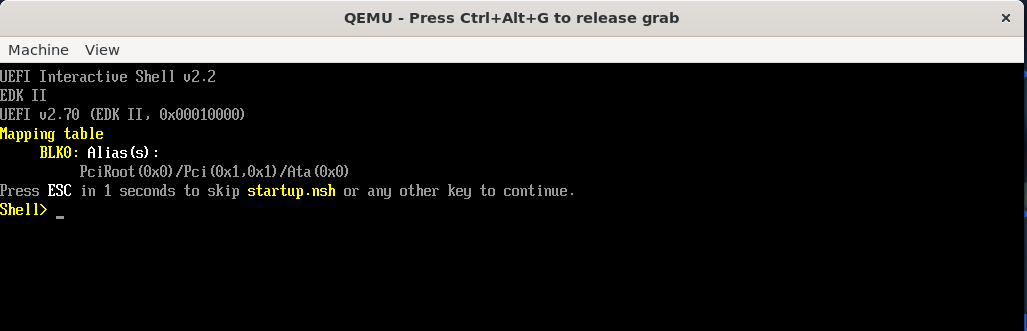 QEMU - Press Ctrl+Alt+G to release grab ×
Machine View
UEFI Interactive Shell v2.2
EDK II
UEFI v2.70 (EDK II, 0x00010000)
Mapping table
BLK0: Alias(s):
PciRoot(0x0)/Pci(0x1,0x1)/Ata(0x0)
Press ESC in 1 seconds to skip startup.nsh or any other key to continue.
Shell> _